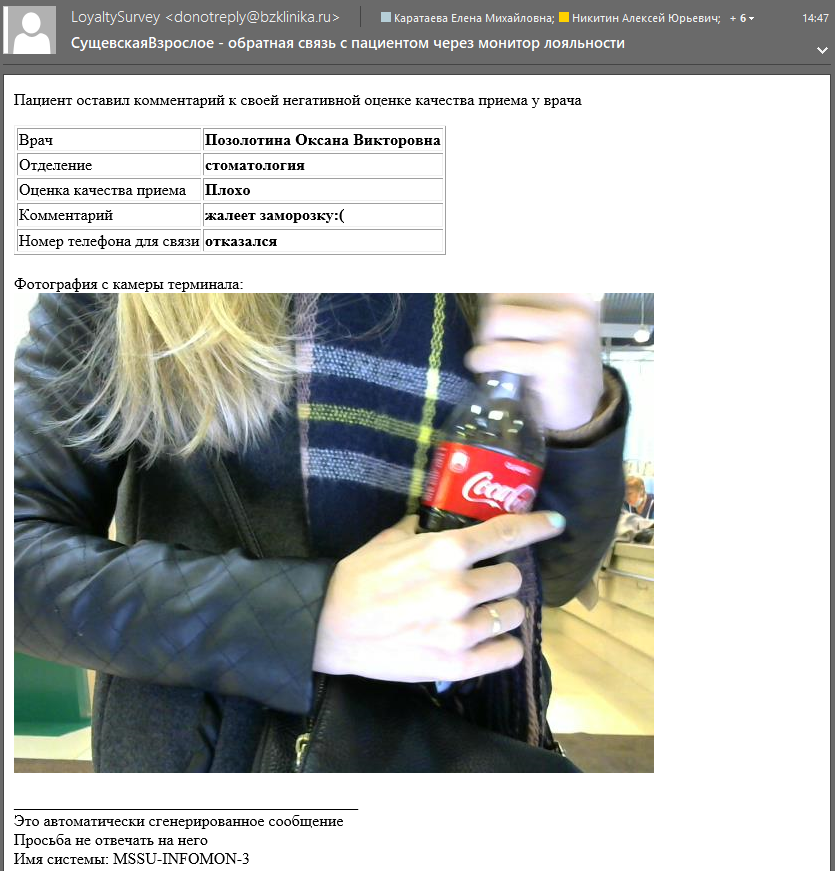 LoyaltySurvey <donotreply@bzklinika.ru>
Каратаева Елена Михайловна; Никитин Алексей Юрьевич; + 6
14:47
СущевскаяВзрослое - обратная связь с пациентом через монитор лояльности
Пациент оставил комментарий к своей негативной оценке качества приема у врача
Врач Позолотина Оксана Викторовна
Отделение стоматология
Оценка качества приема Плохо
Комментарий жалеет заморозку:(
Номер телефона для связи отказался
Фотография с камеры терминала:
Coca-Cola
Это автоматически сгенерированное сообщение
Просьба не отвечать на него
Имя системы: MSSU-INFOMON-3